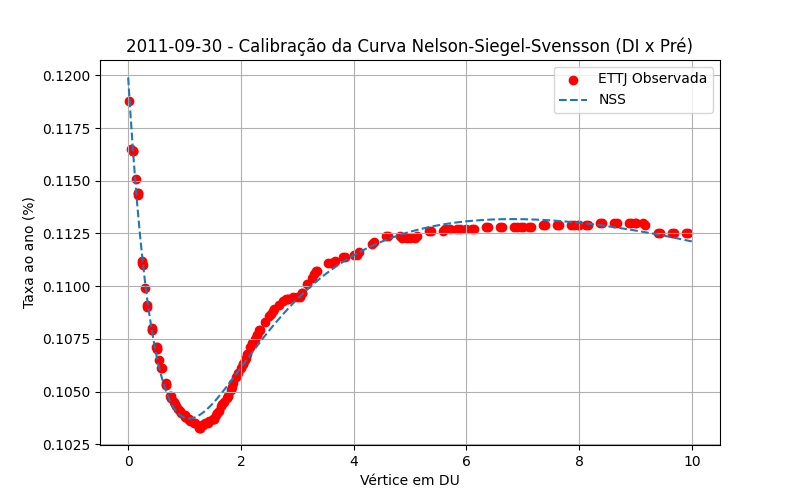 2011-09-30 - Calibração da Curva Nelson-Siegel-Svensson (DI x Pré)
ETTJ Observada
NSS
Taxa ao ano (%)
0.1200
0.1175
0.1150
0.1125
0.1100
0.1075
0.1050
0.1025
0 2 4 6 8 10
Vértice em DU